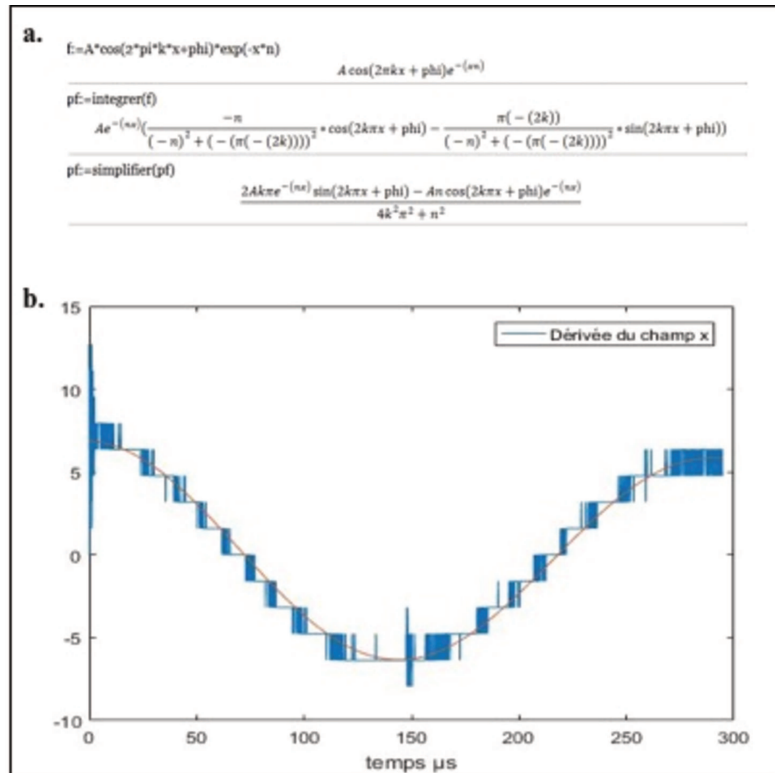 a.
f:=A*cos(2*pi*k*x+phi)*exp(-x*n)
A cos(2πkx + phi)e^{-(xn)}
pf:=integrer(f)
Ae^{-(nx)}(\frac{-n}{(-n)^2 + (-(π(-(2k))))^2} * cos(2kπx + phi) - \frac{π(-(2k))}{(-n)^2 + (-(π(-(2k))))^2} * sin(2kπx + phi))
pf:=simplifier(pf)
\frac{2Akπe^{-(nx)} sin(2kπx + phi) - An cos(2kπx + phi)e^{-(nx)}}{4k^2π^2 + n^2}
b.
15
Dérivée du champ x
10
5
0
-5
-10
0 50 100 150 200 250 300
temps µs